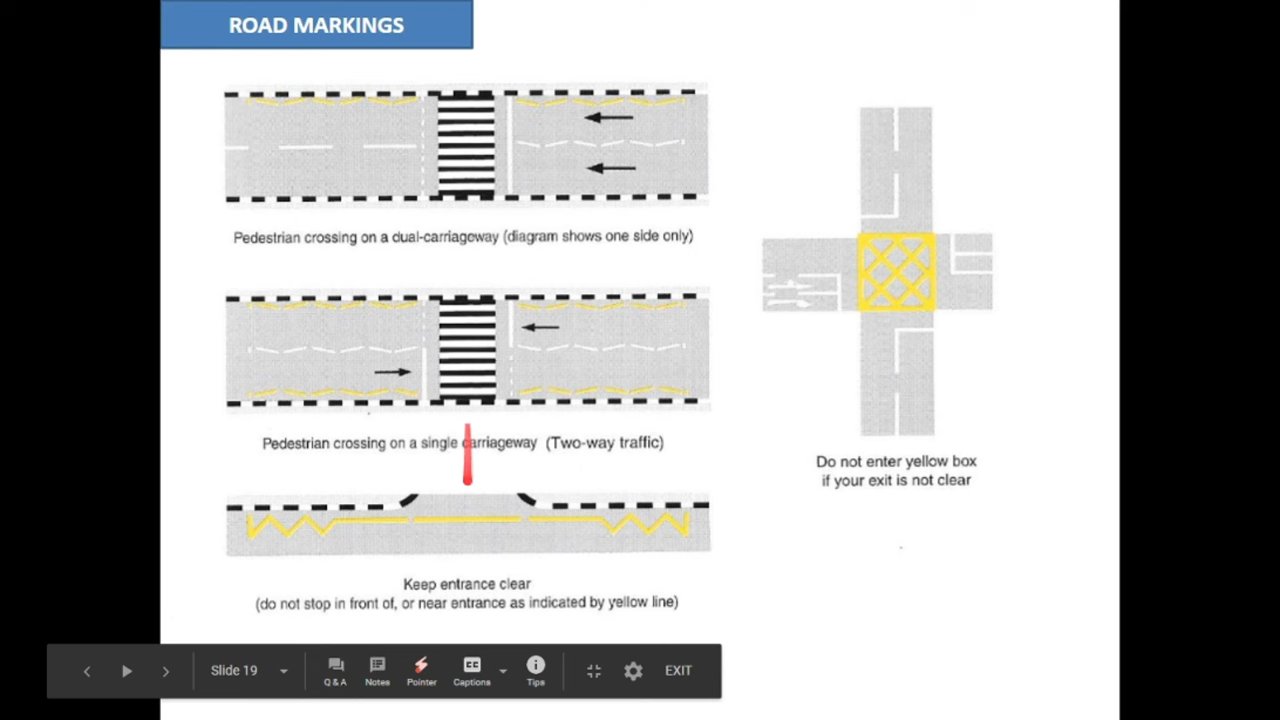 ROAD MARKINGS
Pedestrian crossing on a dual-carriageway (diagram shows one side only)
Pedestrian crossing on a single carriageway (Two-way traffic)
Do not enter yellow box
if your exit is not clear
Keep entrance clear
(do not stop in front of, or near entrance as indicated by yellow line)
Slide 19
Q & A
Notes
Pointer
Captions
Tips
EXIT
CC